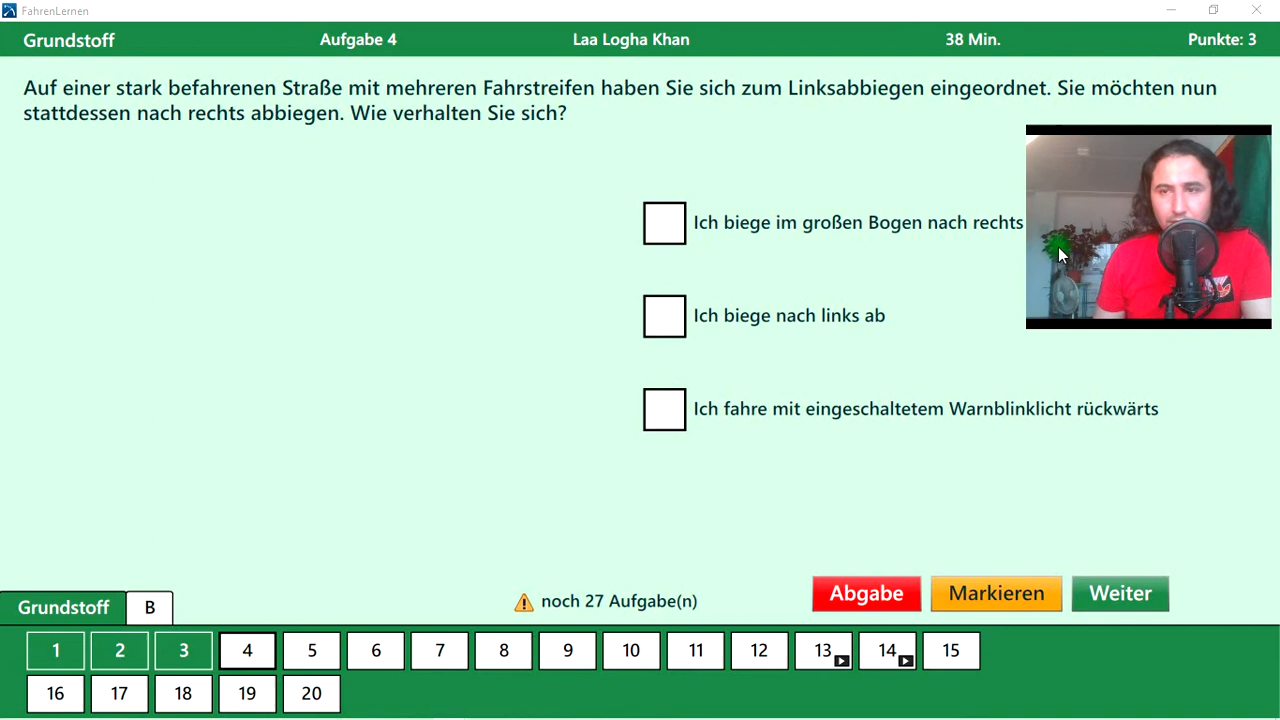 FahrenLernen
Grundstoff Aufgabe 4 Laa Logha Khan 38 Min. Punkte: 3
Auf einer stark befahrenen Straße mit mehreren Fahrstreifen haben Sie sich zum Linksabbiegen eingeordnet. Sie möchten nun
stattdessen nach rechts abbiegen. Wie verhalten Sie sich?
Ich biege im großen Bogen nach rechts
Ich biege nach links ab
Ich fahre mit eingeschaltetem Warnblinklicht rückwärts
noch 27 Aufgabe(n)
Abgabe Markieren Weiter
Grundstoff B
1 2 3 4 5 6 7 8 9 10 11 12 13 14 15
16 17 18 19 20